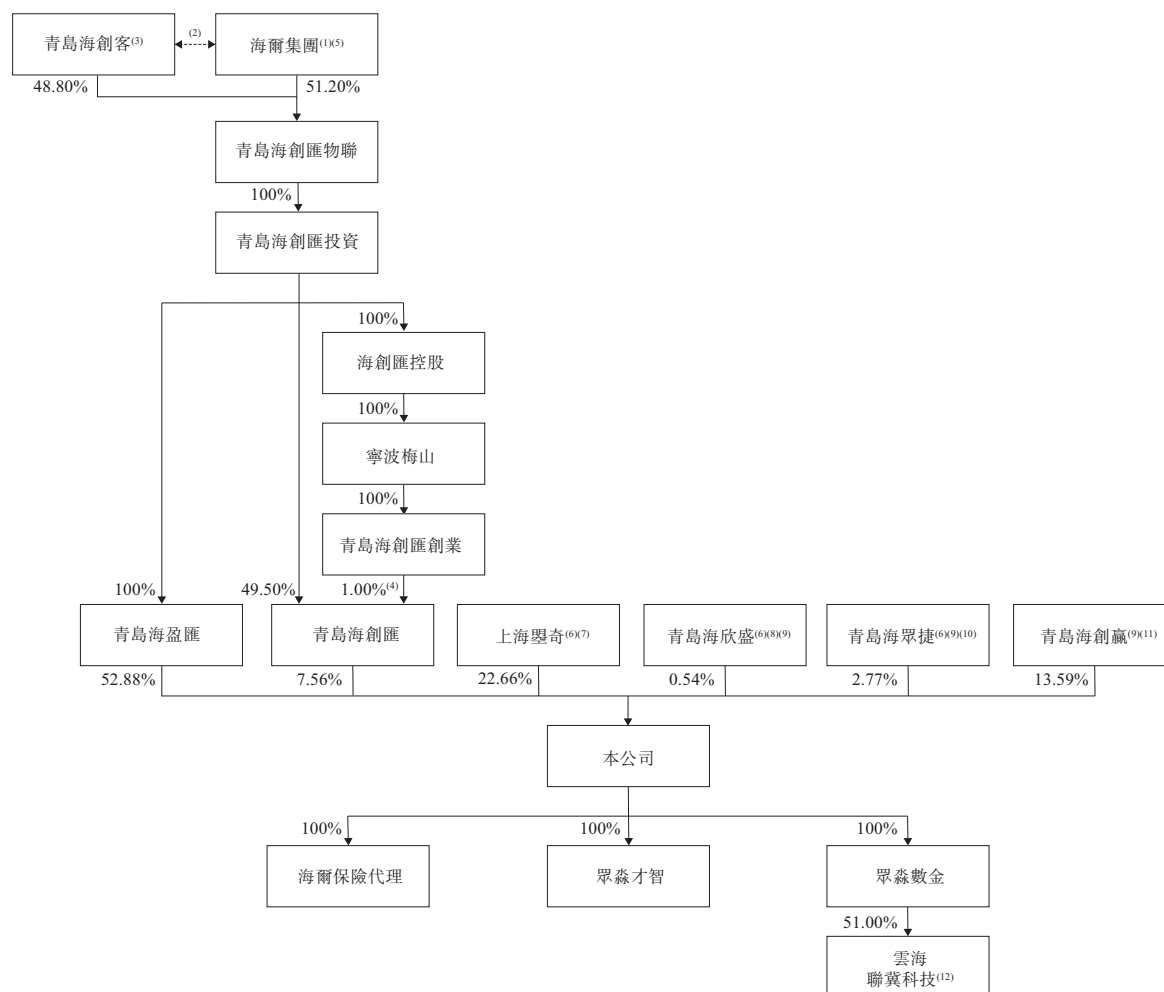 青島海創客(3)
(2)
海爾集團(1)(5)
48.80%
51.20%
青島海創匯物聯
100%
青島海創匯投資
100%
海創匯控股
100%
寧波梅山
100%
青島海創匯創業
100%
49.50%
1.00%(4)
青島海盈匯
青島海創匯
上海曌奇(6)(7)
青島海欣盛(6)(8)(9)
青島海眾捷(6)(9)(10)
青島海創贏(9)(11)
52.88%
7.56%
22.66%
0.54%
2.77%
13.59%
本公司
100%
100%
100%
海爾保險代理
眾淼才智
眾淼數金
51.00%
雲海
聯冀科技(12)